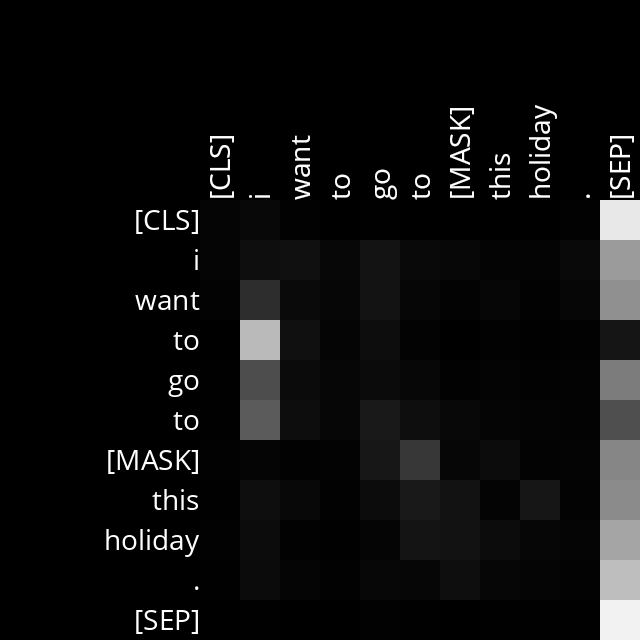 [CLS]
i
want
to
go
to
[MASK]
this
holiday
.
[SEP]
[CLS]
i
want
to
go
to
[MASK]
this
holiday
.
[SEP]